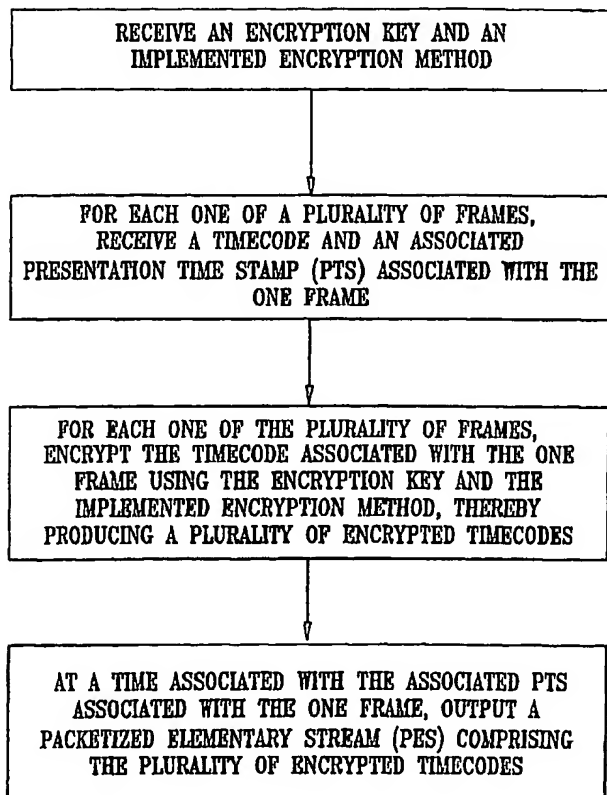 RECEIVE AN ENCRYPTION KEY AND AN
IMPLEMENTED ENCRYPTION METHOD
FOR EACH ONE OF A PLURALITY OF FRAMES,
RECEIVE A TIMECODE AND AN ASSOCIATED
PRESENTATION TIME STAMP (PTS) ASSOCIATED WITH THE
ONE FRAME
FOR EACH ONE OF THE PLURALITY OF FRAMES,
ENCRYPT THE TIMECODE ASSOCIATED WITH THE ONE
FRAME USING THE ENCRYPTION KEY AND THE
IMPLEMENTED ENCRYPTION METHOD, THEREBY
PRODUCING A PLURALITY OF ENCRYPTED TIMECODES
AT A TIME ASSOCIATED WITH THE ASSOCIATED PTS
ASSOCIATED WITH THE ONE FRAME, OUTPUT A
PACKETIZED ELEMENTARY STREAM (PES) COMPRISING
THE PLURALITY OF ENCRYPTED TIMECODES